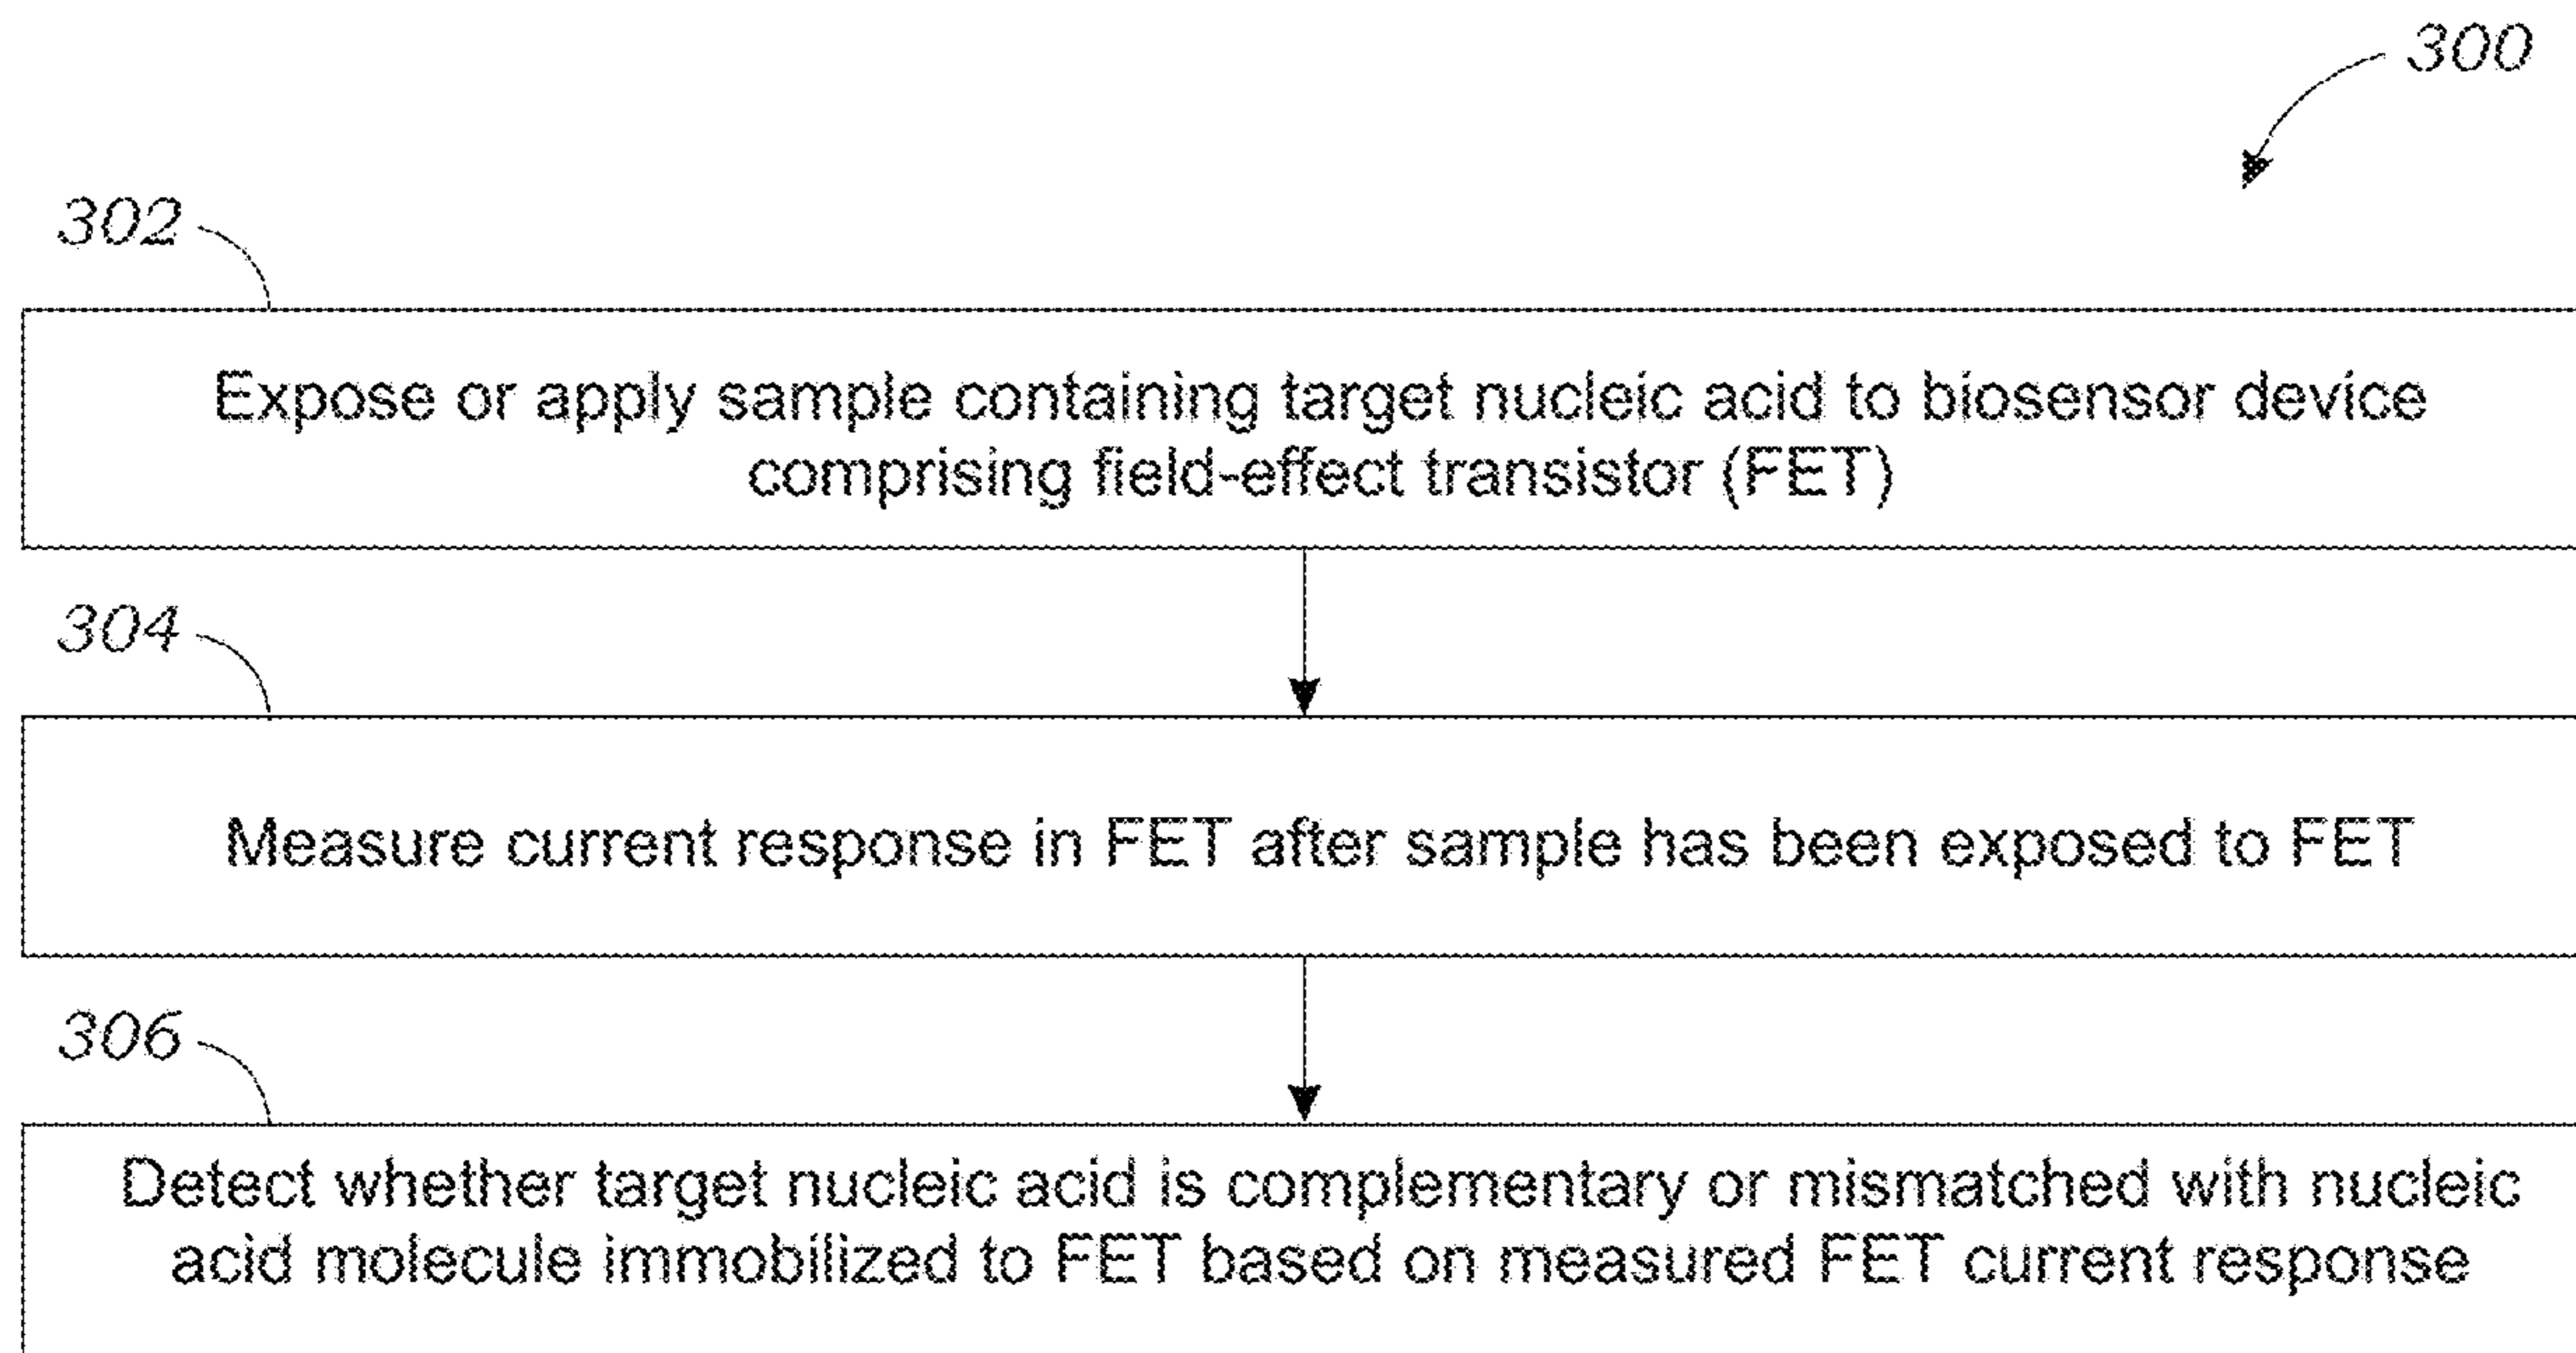 300
302
Expose or apply sample containing target nucleic acid to biosensor device
comprising field-effect transistor (FET)
304
Measure current response in FET after sample has been exposed to FET
306
Detect whether target nucleic acid is complementary or mismatched with nucleic
acid molecule immobilized to FET based on measured FET current response